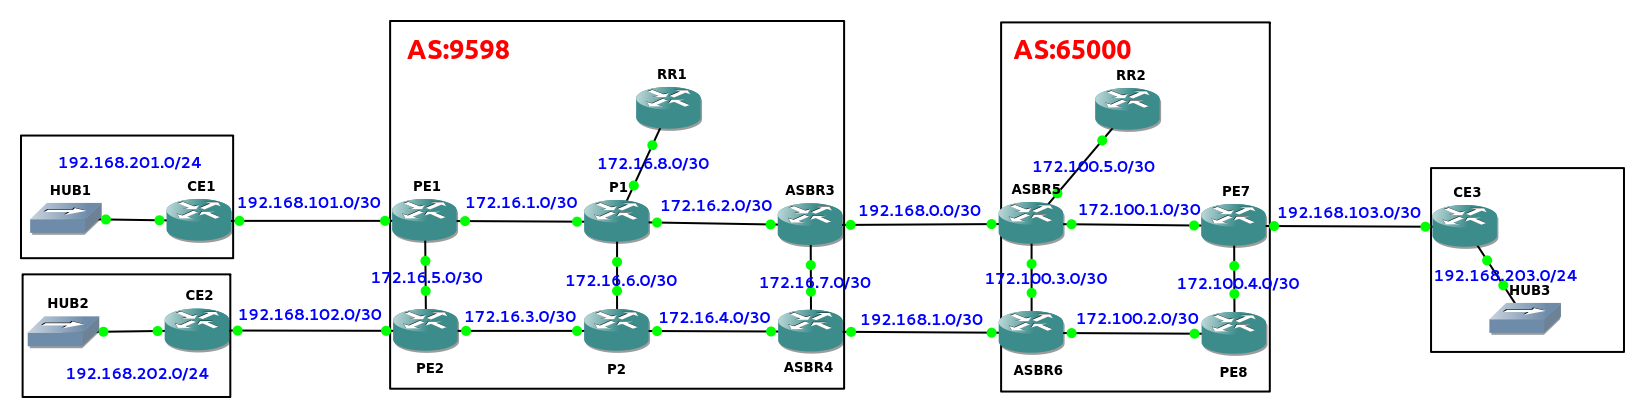 AS:9598
AS:65000
RR1
RR2
192.168.201.0/24
172.16.8.0/30
172.100.5.0/30
HUB1
CE1
PE1
P1
ASBR3
ASBR5
PE7
CE3
192.168.101.0/30
172.16.1.0/30
172.16.2.0/30
192.168.0.0/30
172.100.1.0/30
192.168.103.0/30
172.16.5.0/30
172.16.6.0/30
172.16.7.0/30
172.100.3.0/30
172.100.4.0/30
192.168.203.0/24
HUB3
HUB2
CE2
192.168.102.0/30
172.16.3.0/30
172.16.4.0/30
192.168.1.0/30
172.100.2.0/30
192.168.202.0/24
PE2
P2
ASBR4
ASBR6
PE8